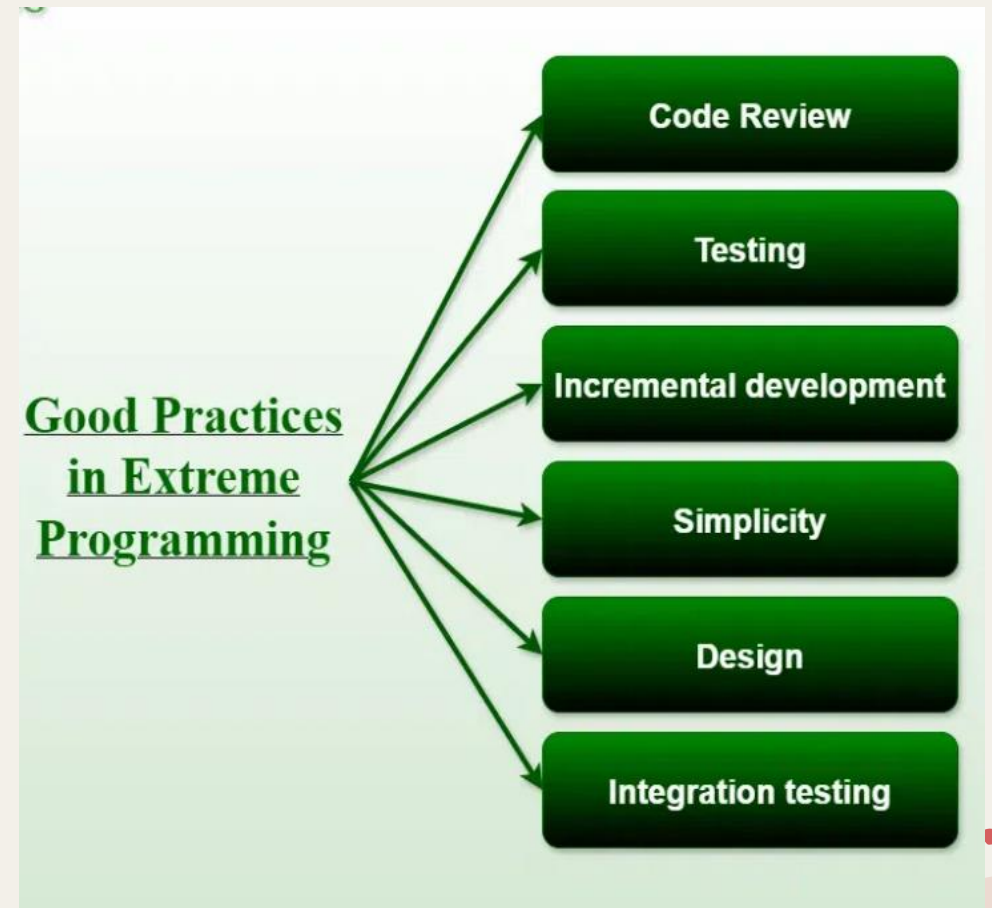 Good Practices
in Extreme
Programming
Code Review
Testing
Incremental development
Simplicity
Design
Integration testing